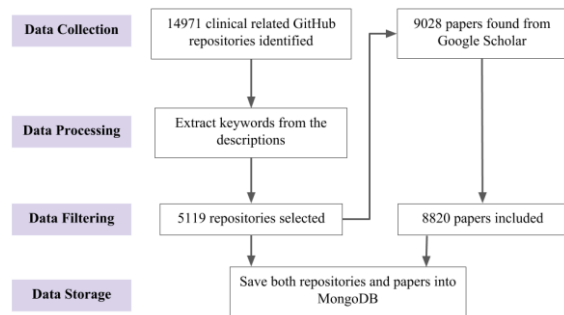 Data Collection
14971 clinical related GitHub
repositories identified
9028 papers found from
Google Scholar
Data Processing
Extract keywords from the
descriptions
Data Filtering
5119 repositories selected
8820 papers included
Data Storage
Save both repositories and papers into
MongoDB